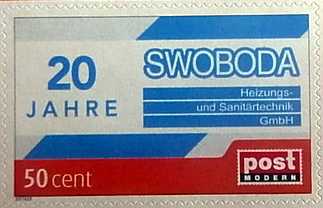 20
JAHRE
SWOBODA
Heizungs-
und Sanitärtechnik
GmbH
50 cent
post
MODERN